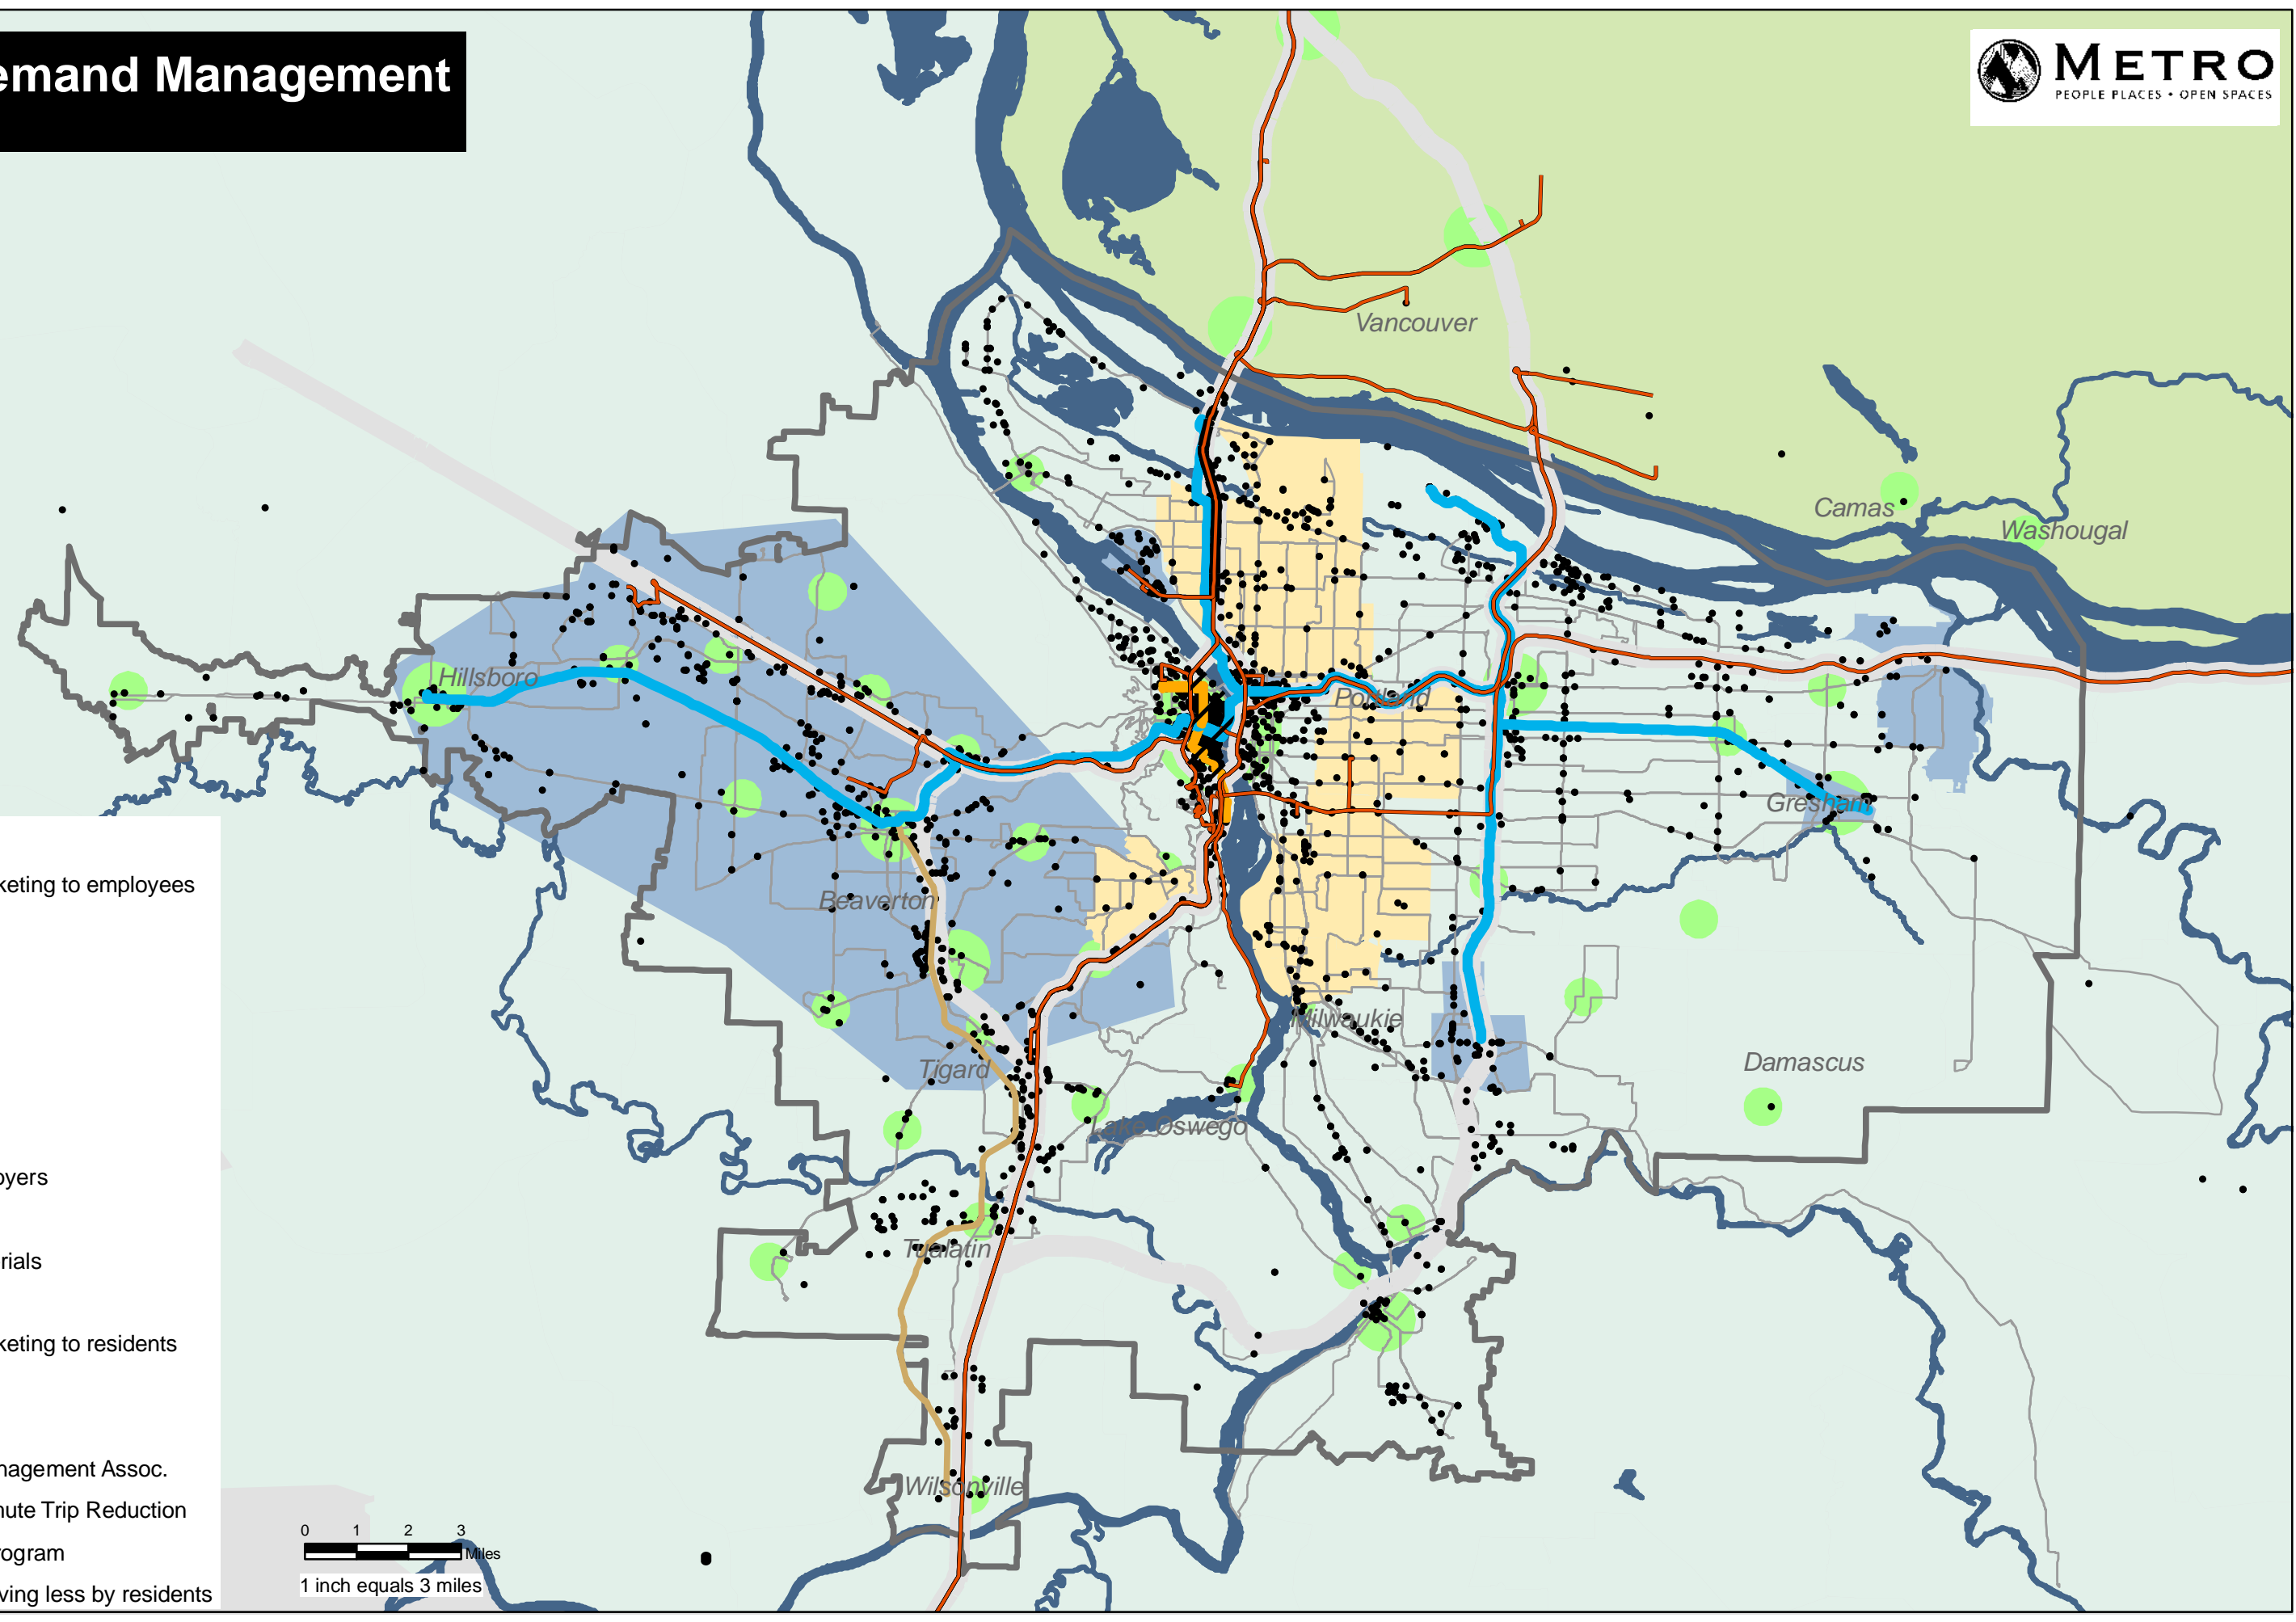 emand Management
METRO
PEOPLE PLACES • OPEN SPACES
Vancouver
Camas
Washougal
Hillsboro
Portland
Gresham
Beaverton
Milwaukie
Tigard
Damascus
Lake Oswego
Tualatin
Wilsonville
keting to employees
oyers
rials
keting to residents
nagement Assoc.
nute Trip Reduction
rogram
ving less by residents
0 1 2 3
Miles
1 inch equals 3 miles